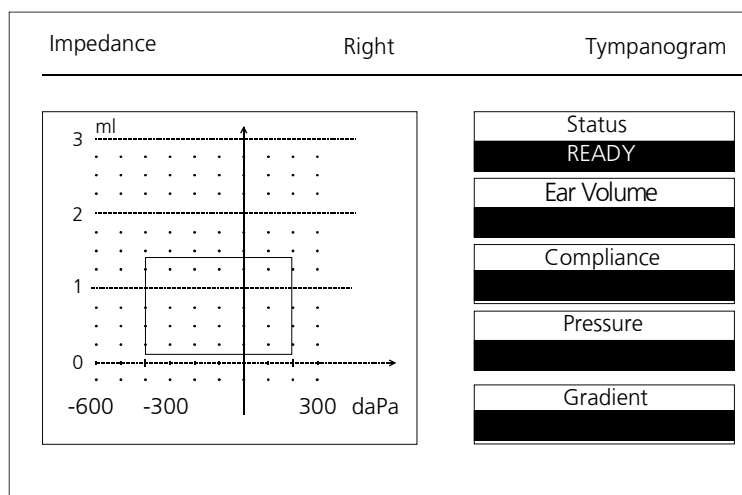 Impedance Right Tympanogram
ml
3
2
1
0
-600 -300 300 daPa
Status
READY
Ear Volume
Compliance
Pressure
Gradient